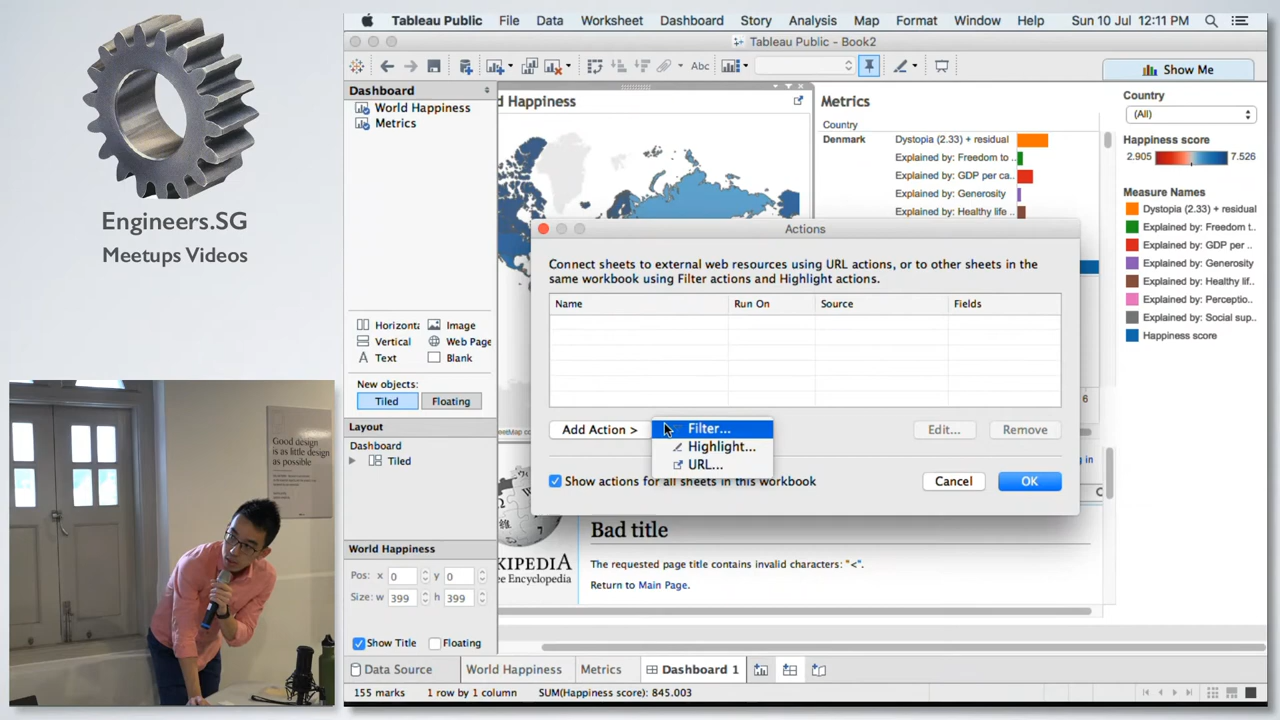 Engineers.SG
Meetups Videos
Good design
is as little
as possible
Tableau Public File Data Worksheet Dashboard Story Analysis Map Format Window Help Sun 10 Jul 12:11 PM
Tableau Public - Book2
Abc
Show Me
Dashboard
World Happiness
Metrics
Horizonta
Image
Vertical
Web Page
Text
Blank
New objects:
Tiled
Floating
Layout
Dashboard
Tiled
World Happiness
Pos: x 0 y 0
Size: w 399 h 399
Show Title
Floating
d Happiness
Metrics
Country
Denmark
Dystopia (2.33) + residual
Explained by: Freedom to ..
Explained by: GDP per ca..
Explained by: Generosity
Explained by: Healthy life ..
Country
(All)
Happiness score
2.905
7.526
Measure Names
Dystopia (2.33) + residual
Explained by: Freedom t..
Explained by: GDP per ..
Explained by: Generosity
Explained by: Healthy lif..
Explained by: Perceptio..
Explained by: Social sup..
Happiness score
Actions
Connect sheets to external web resources using URL actions, or to other sheets in the
same workbook using Filter actions and Highlight actions.
Name Run On Source Fields
Add Action >
Filter...
Highlight...
URL...
Edit...
Remove
Show actions for all sheets in this workbook
Cancel
OK
6
g in
KIPEDIA
e Encyclopedia
Bad title
The requested page title contains invalid characters: "<".
Return to Main Page.
Data Source
World Happiness
Metrics
Dashboard 1
155 marks 1 row by 1 column SUM(Happiness score): 845.003